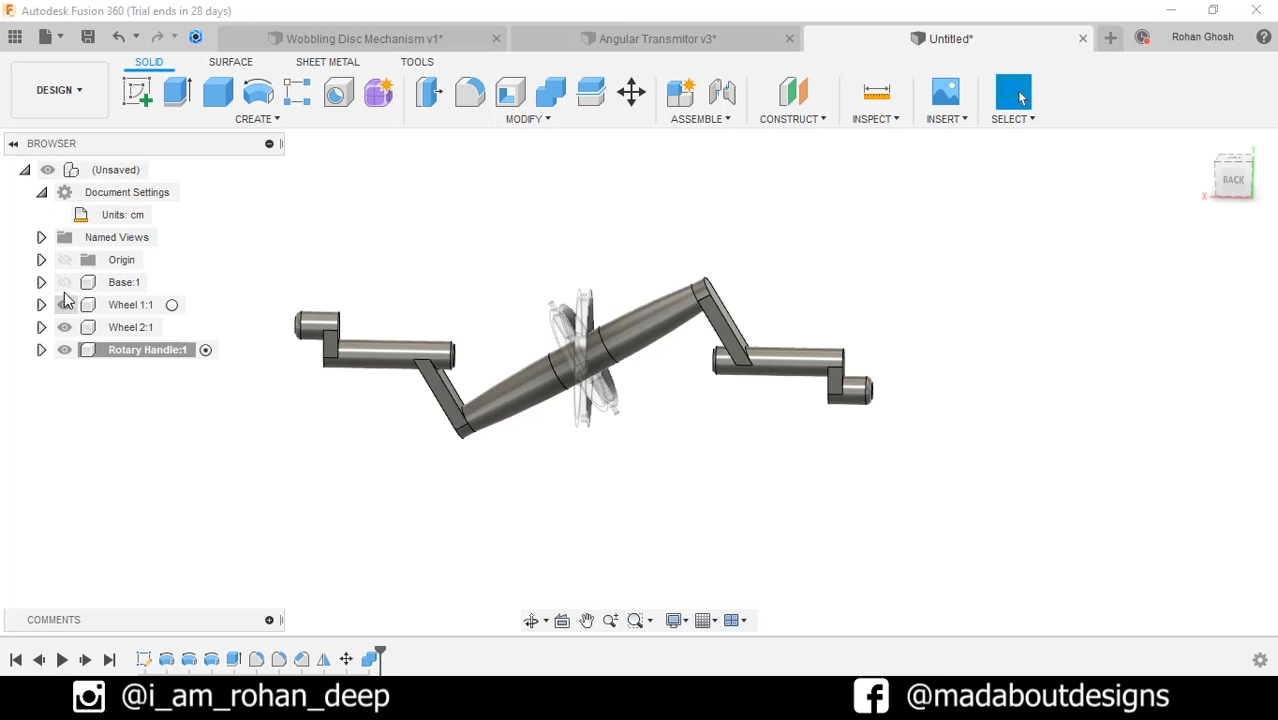 Autodesk Fusion 360 (Trial ends in 28 days)
Wobbling Disc Mechanism v1*
Angular Transmitor v3*
Untitled*
Rohan Ghosh
DESIGN
SOLID
SURFACE
SHEET METAL
TOOLS
CREATE
MODIFY
ASSEMBLE
CONSTRUCT
INSPECT
INSERT
SELECT
BROWSER
(Unsaved)
Document Settings
Units: cm
Named Views
Origin
Base:1
Wheel 1:1
Wheel 2:1
Rotary Handle:1
Y
BACK
X
COMMENTS
@i_am_rohan_deep
@madaboutdesigns